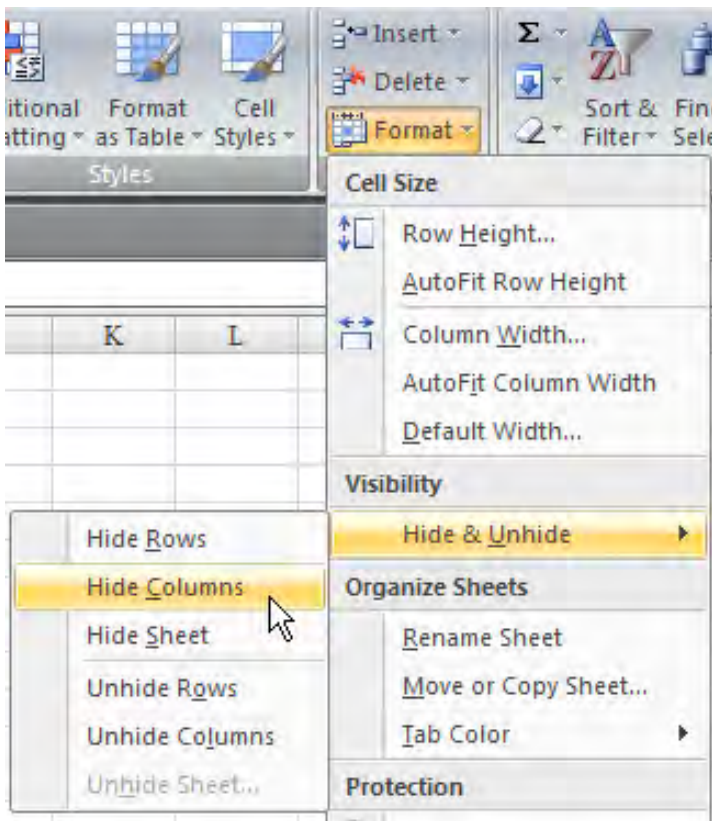 Insert
Delete
Format
Σ
A
Z
itional
atting
Format
as Table
Cell
Styles
Sort &
Filter
Fin
Sele
Styles
Cell Size
Row Height...
AutoFit Row Height
Column Width...
AutoFit Column Width
Default Width...
K L
Visibility
Hide & Unhide
Hide Rows
Hide Columns
Hide Sheet
Unhide Rows
Unhide Columns
Unhide Sheet...
Organize Sheets
Rename Sheet
Move or Copy Sheet...
Tab Color
Protection